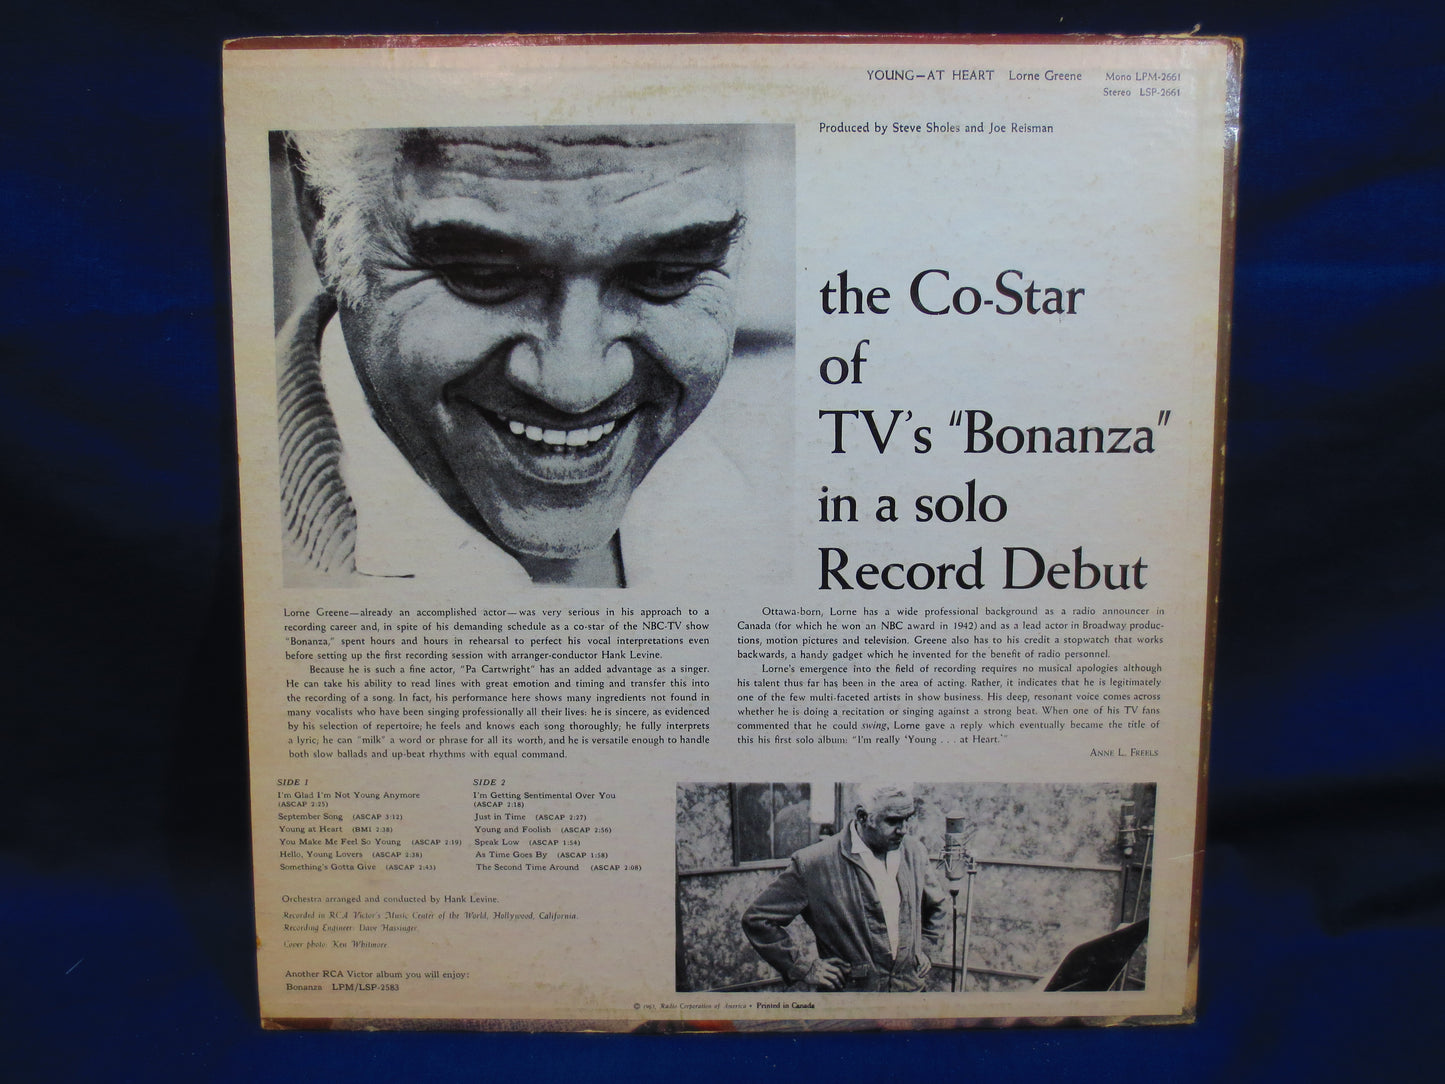 YOUNG—AT HEART Lorne Greene Mono LPM-2661
Stereo LSP-2661
Produced by Steve Sholes and Joe Reisman
the Co-Star
of
TV's "Bonanza"
in a solo
Record Debut
Lorne Greene—already an accomplished actor—was very serious in his approach to a
recording career and, in spite of his demanding schedule as a co-star of the NBC-TV show
"Bonanza," spent hours and hours in rehearsal to perfect his vocal interpretations even
before setting up the first recording session with arranger-conductor Hank Levine.
Because he is such a fine actor, "Pa Cartwright" has an added advantage as a singer.
He can take his ability to read lines with great emotion and timing and transfer this into
the recording of a song. In fact, his performance here shows many ingredients not found in
many vocalists who have been singing professionally all their lives: he is sincere, as evidenced
by his selection of repertoire; he feels and knows each song thoroughly; he fully interprets
a lyric; he can "milk" a word or phrase for all its worth, and he is versatile enough to handle
both slow ballads and up-beat rhythms with equal command.
Ottawa-born, Lorne has a wide professional background as a radio announcer in
Canada (for which he won an NBC award in 1942) and as a lead actor in Broadway produc-
tions, motion pictures and television. Greene also has to his credit a stopwatch that works
backwards, a handy gadget which he invented for the benefit of radio personnel.
Lorne's emergence into the field of recording requires no musical apologies although
his talent thus far has been in the area of acting. Rather, it indicates that he is legitimately
one of the few multi-faceted artists in show business. His deep, resonant voice comes across
whether he is doing a recitation or singing against a strong beat. When one of his TV fans
commented that he could swing, Lorne gave a reply which eventually became the title of
this his first solo album: "I'm really 'Young . . . at Heart.'"
ANNE L. FREELS
SIDE 1
I'm Glad I'm Not Young Anymore
(ASCAP 2:25)
September Song (ASCAP 3:12)
Young at Heart (BMI 2:38)
You Make Me Feel So Young (ASCAP 2:19)
Hello, Young Lovers (ASCAP 2:38)
Something's Gotta Give (ASCAP 2:43)
SIDE 2
I'm Getting Sentimental Over You
(ASCAP 2:18)
Just in Time (ASCAP 2:27)
Young and Foolish (ASCAP 2:56)
Speak Low (ASCAP 1:54)
As Time Goes By (ASCAP 1:58)
The Second Time Around (ASCAP 2:08)
Orchestra arranged and conducted by Hank Levine.
Recorded in RCA Victor's Music Center of the World, Hollywood, California.
Recording Engineer: Dave Hassinger.
Cover photo: Ken Whitmore.
Another RCA Victor album you will enjoy:
Bonanza LPM/LSP-2583
© 1963, Radio Corporation of America • Printed in Canada